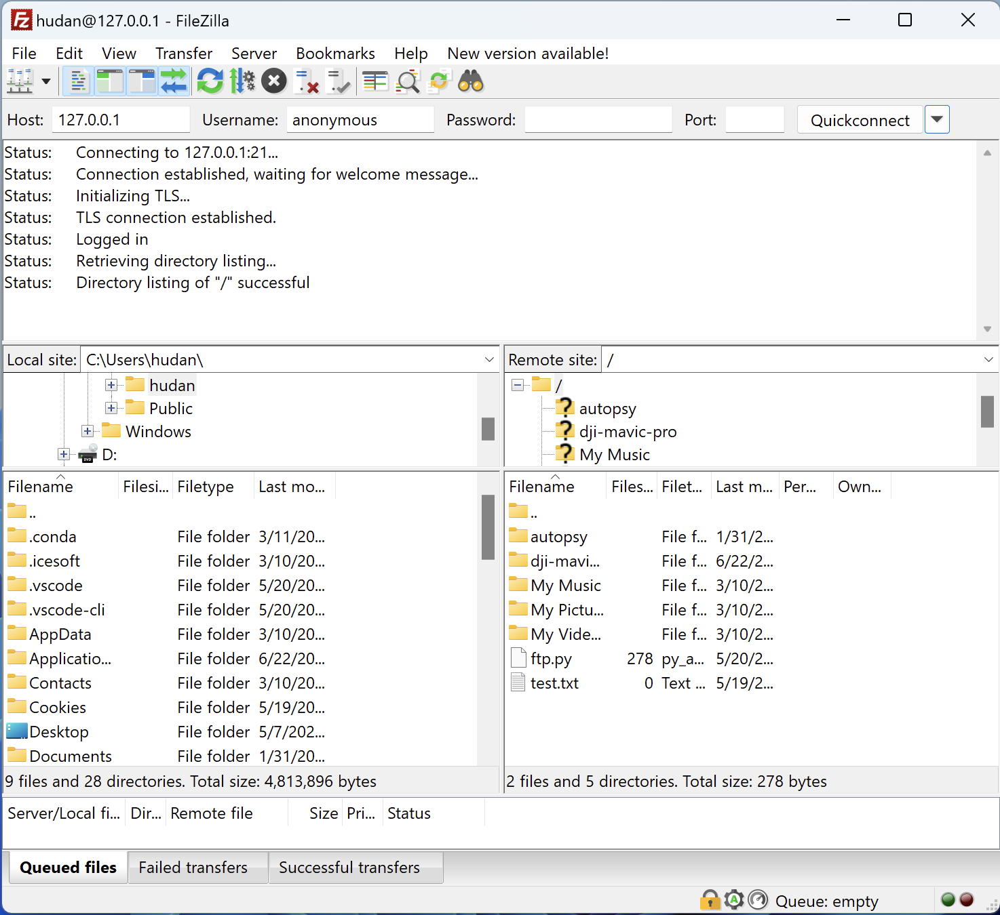 hudan@127.0.0.1 - FileZilla
File Edit View Transfer Server Bookmarks Help New version available!
Host: 127.0.0.1 Username: anonymous Password: Port: Quickconnect
Status: Connecting to 127.0.0.1:21...
Status: Connection established, waiting for welcome message...
Status: Initializing TLS...
Status: TLS connection established.
Status: Logged in
Status: Retrieving directory listing...
Status: Directory listing of "/" successful
Local site: C:\Users\hudan\
hudan
Public
Windows
D:
Filename Filesi... Filetype Last mo...
..
.conda File folder 3/11/20...
.icesoft File folder 3/10/20...
.vscode File folder 5/20/20...
.vscode-cli File folder 5/20/20...
AppData File folder 3/10/20...
Applicatio... File folder 6/22/20...
Contacts File folder 3/10/20...
Cookies File folder 5/19/20...
Desktop File folder 5/7/202...
Documents File folder 1/31/20...
9 files and 28 directories. Total size: 4,813,896 bytes
Remote site: /
/
autopsy
dji-mavic-pro
My Music
Filename Files... Filet... Last m... Per... Own...
..
autopsy File f... 1/31/2...
dji-mavi... File f... 6/22/2...
My Music File f... 3/10/2...
My Pictu... File f... 3/10/2...
My Vide... File f... 3/10/2...
ftp.py 278 py_a... 5/20/2...
test.txt 0 Text ... 5/19/2...
2 files and 5 directories. Total size: 278 bytes
Server/Local fi... Dir... Remote file Size Pri... Status
Queued files Failed transfers Successful transfers
Queue: empty